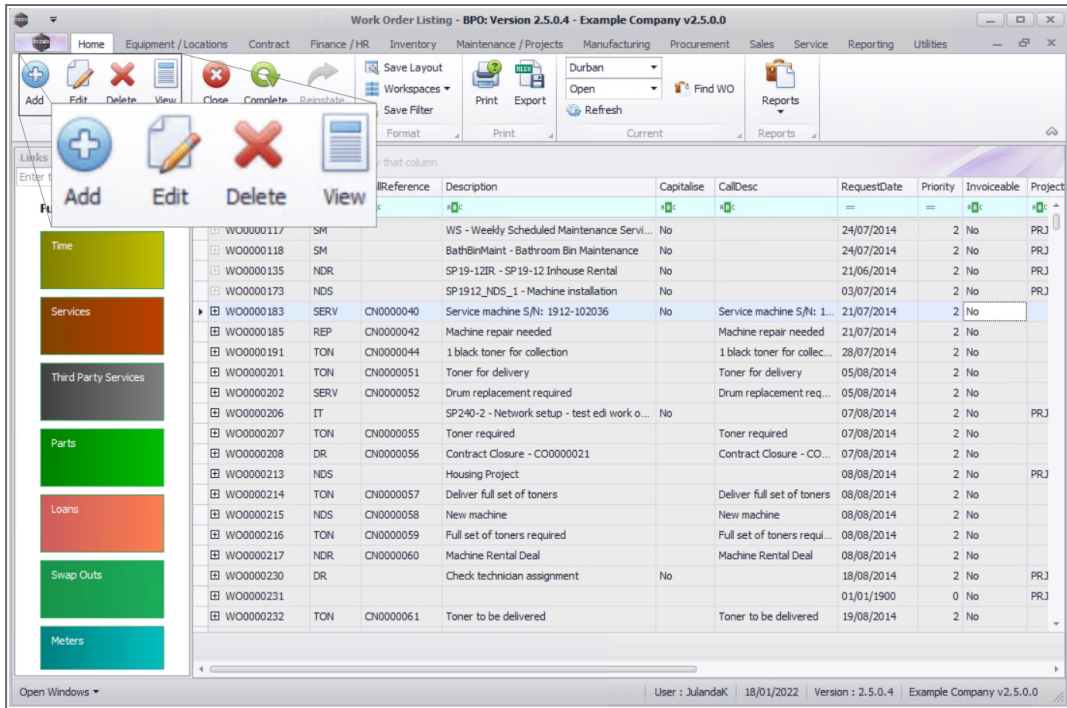 Work Order Listing - BPO: Version 2.5.0.4 - Example Company v2.5.0.0
Home Equipment / Locations Contract Finance / HR Inventory Maintenance / Projects Manufacturing Procurement Sales Service Reporting Utilities
Add Edit Delete View Close Complete Reinstate
Save Layout
Workspaces
Save Filter
Format
Print Export
Print
Durban
Open
Refresh
Find WO
Current
Reports
Reports
Add Edit Delete View
Links
Enter t
Fu
that column
llReference Description Capitalise CallDesc RequestDate Priority Invoiceable Project
WO0000117 SM WS - Weekly Scheduled Maintenance Servi... No 24/07/2014 2 No PRJ
WO0000118 SM BathBinMaint - Bathroom Bin Maintenance No 24/07/2014 2 No PRJ
WO0000135 NDR SP19-12IR - SP19-12 Inhouse Rental No 21/06/2014 2 No PRJ
WO0000173 NDS SP1912_NDS_1 - Machine installation No 03/07/2014 2 No PRJ
WO0000183 SERV CN0000040 Service machine S/N: 1912-102036 No Service machine S/N: 1... 21/07/2014 2 No
WO0000185 REP CN0000042 Machine repair needed Machine repair needed 21/07/2014 2 No
WO0000191 TON CN0000044 1 black toner for collection 1 black toner for collec... 28/07/2014 2 No
WO0000201 TON CN0000051 Toner for delivery Toner for delivery 05/08/2014 2 No
WO0000202 SERV CN0000052 Drum replacement required Drum replacement req... 05/08/2014 2 No
WO0000206 IT SP240-2 - Network setup - test edi work o... No 07/08/2014 2 No PRJ
WO0000207 TON CN0000055 Toner required Toner required 07/08/2014 2 No
WO0000208 DR CN0000056 Contract Closure - CO0000021 Contract Closure - CO... 07/08/2014 2 No
WO0000213 NDS Housing Project 08/08/2014 2 No PRJ
WO0000214 TON CN0000057 Deliver full set of toners Deliver full set of toners 08/08/2014 2 No
WO0000215 NDS CN0000058 New machine New machine 08/08/2014 2 No
WO0000216 TON CN0000059 Full set of toners required Full set of toners requi... 08/08/2014 2 No
WO0000217 NDR CN0000060 Machine Rental Deal Machine Rental Deal 08/08/2014 2 No
WO0000230 DR Check technician assignment No 18/08/2014 2 No PRJ
WO0000231 01/01/1900 0 No PRJ
WO0000232 TON CN0000061 Toner to be delivered Toner to be delivered 19/08/2014 2 No
Time
Services
Third Party Services
Parts
Loans
Swap Outs
Meters
Open Windows User : JulandaK 18/01/2022 Version : 2.5.0.4 Example Company v2.5.0.0